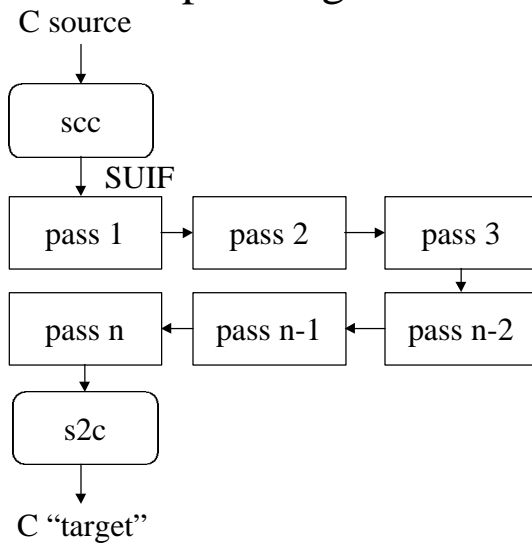 C source
scc
SUIF
pass 1
pass 2
pass 3
pass n
pass n-1
pass n-2
s2c
C “target”